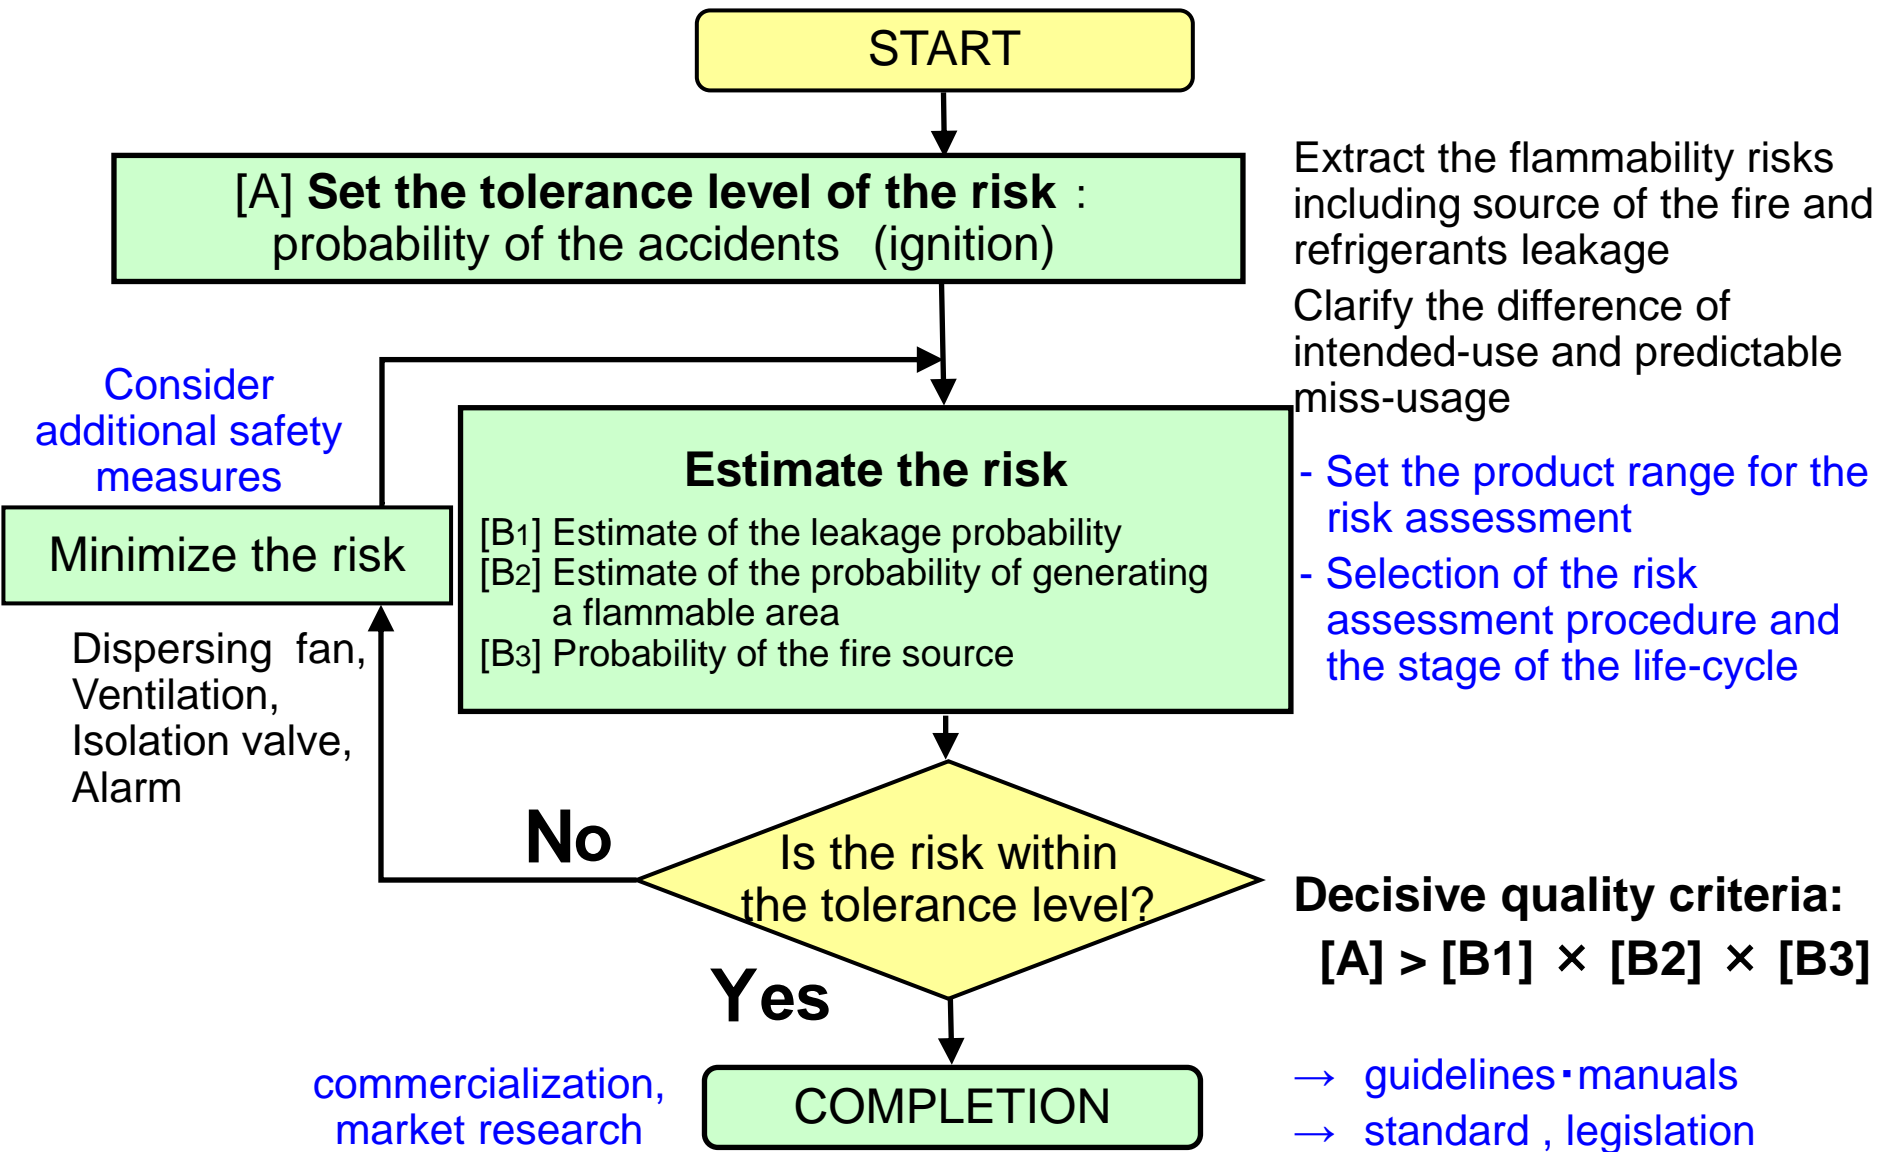 START
[A] Set the tolerance level of the risk :
probability of the accidents (ignition)
Extract the flammability risks
including source of the fire and
refrigerants leakage
Clarify the difference of
intended-use and predictable
miss-usage
Consider
additional safety
measures
Minimize the risk
Dispersing fan,
Ventilation,
Isolation valve,
Alarm
Estimate the risk
[B1] Estimate of the leakage probability
[B2] Estimate of the probability of generating
a flammable area
[B3] Probability of the fire source
- Set the product range for the
risk assessment
- Selection of the risk
assessment procedure and
the stage of the life-cycle
No
Is the risk within
the tolerance level?
Decisive quality criteria:
[A] > [B1] × [B2] × [B3]
Yes
commercialization,
market research
COMPLETION
→ guidelines・manuals
→ standard , legislation